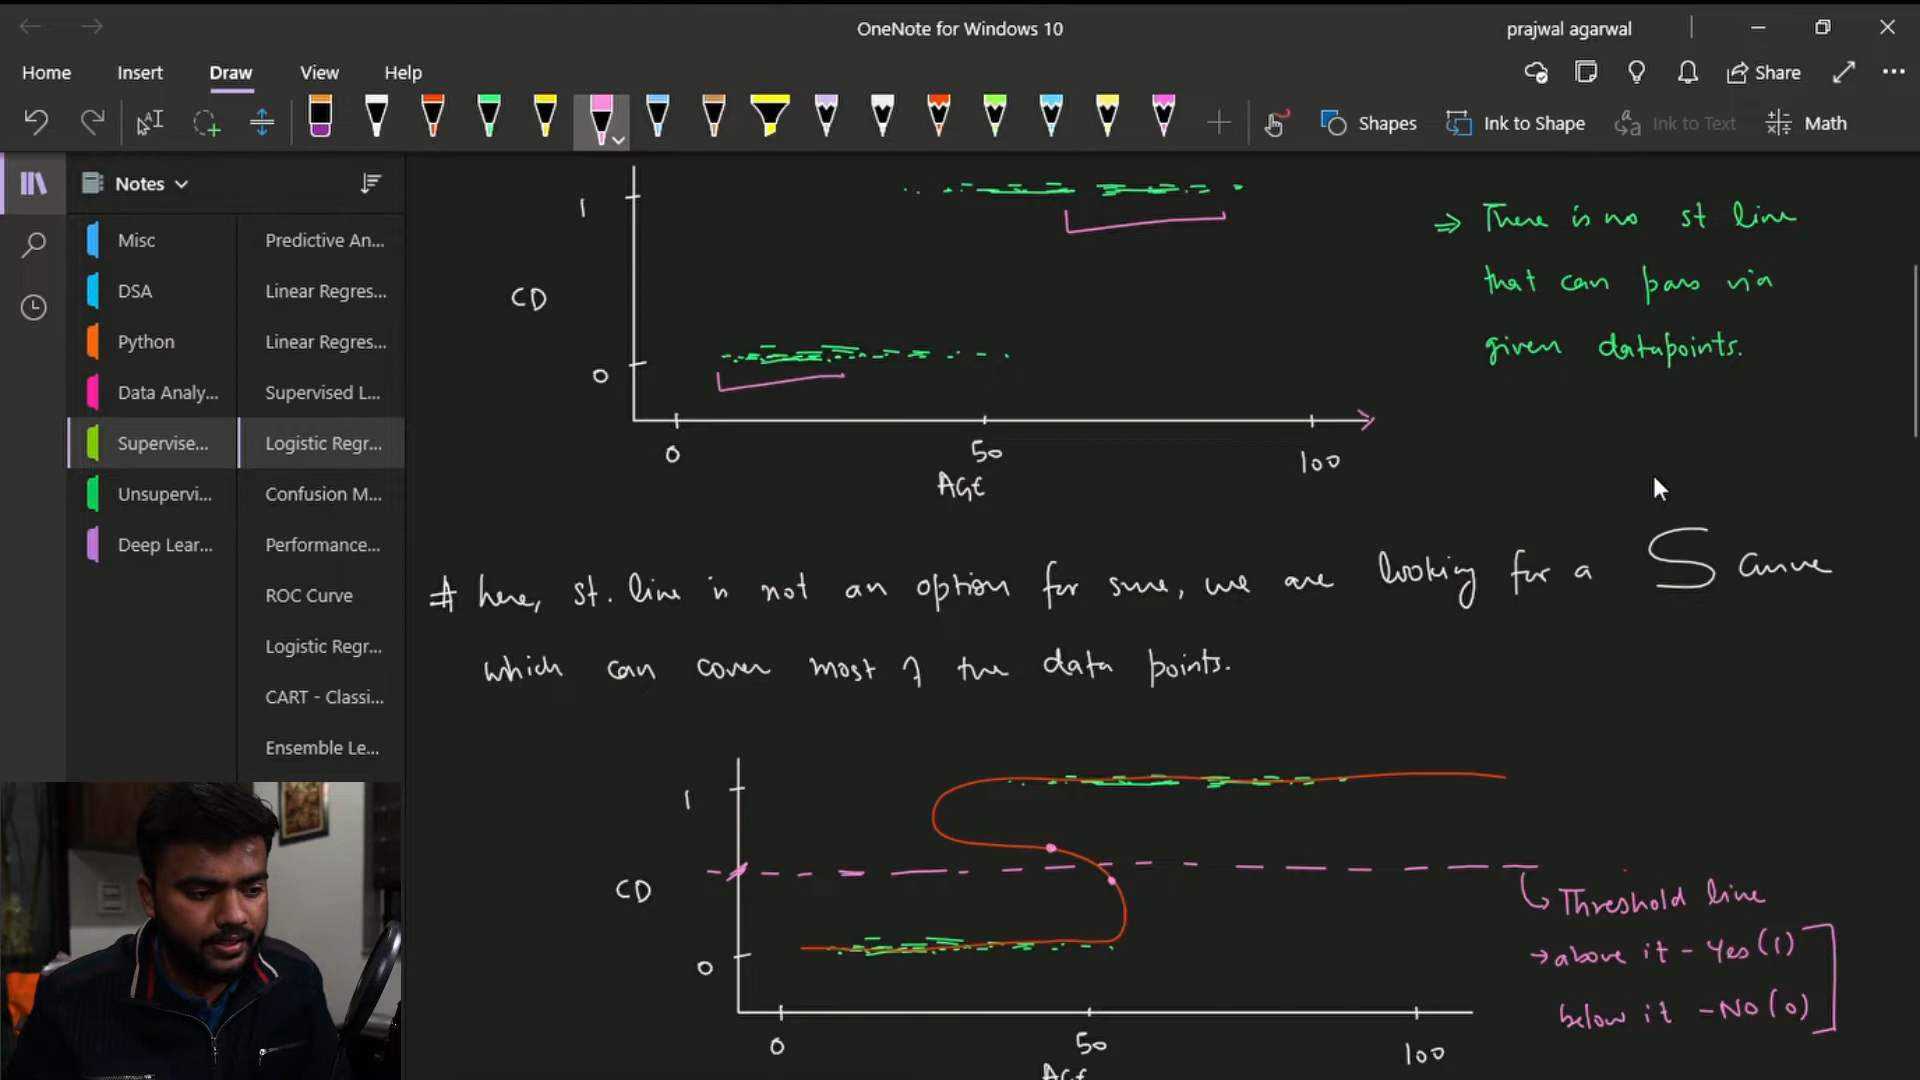 OneNote for Windows 10
prajwal agarwal
Home Insert Draw View Help
Share
Shapes Ink to Shape Ink to Text Math
Notes
Misc
DSA
Python
Data Analy...
Supervise...
Unsupervi...
Deep Lear...
Predictive An...
Linear Regres...
Linear Regres...
Supervised L...
Logistic Regr...
Confusion M...
Performance...
ROC Curve
Logistic Regr...
CART - Classi...
Ensemble Le...
1
CD
0
0 50 100
AGE
⇒ There is no st line
that can pass via
given datapoints.
# here, st. line is not an option for sure, we are looking for a S curve
which can cover most of the data points.
1
CD
0
0 50 100
AGE
Threshold line
→ above it - Yes (1)
below it - NO (0)